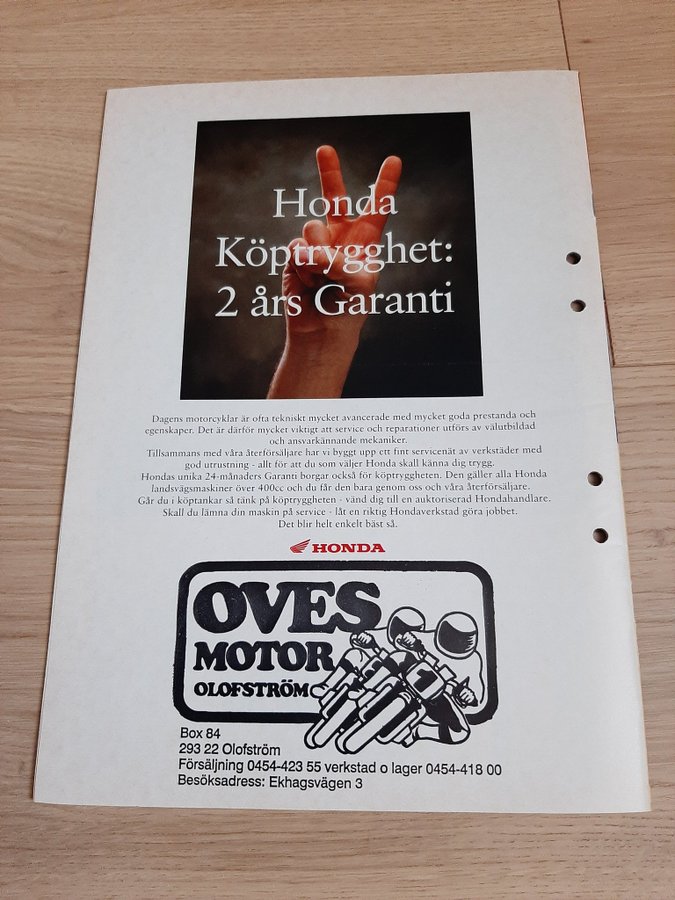 Honda
Köptrygghet:
2 års Garanti
Dagens motorcyklar är ofta tekniskt mycket avancerade med mycket goda prestanda och
egenskaper. Det är därför mycket viktigt att service och reparationer utförs av välutbildad
och ansvarkännande mekaniker.
Tillsammans med våra återförsäljare har vi byggt upp ett fint servicenät av verkstäder med
god utrustning - allt för att du som väljer Honda skall känna dig trygg.
Hondas unika 24-månaders Garanti borgar också för köptryggheten. Den gäller alla Honda
landsvägsmaskiner över 400cc och du får den bara genom oss och våra återförsäljare.
Går du i köptankar så tänk på köptryggheten - vänd dig till en auktoriserad Hondahandlare.
Skall du lämna din maskin på service - låt en riktig Hondaverkstad göra jobbet.
Det blir helt enkelt bäst så.
HONDA
OVES
MOTOR
OLOFSTRÖM
1
Box 84
293 22 Olofström
Försäljning 0454-423 55 verkstad o lager 0454-418 00
Besöksadress: Ekhagsvägen 3